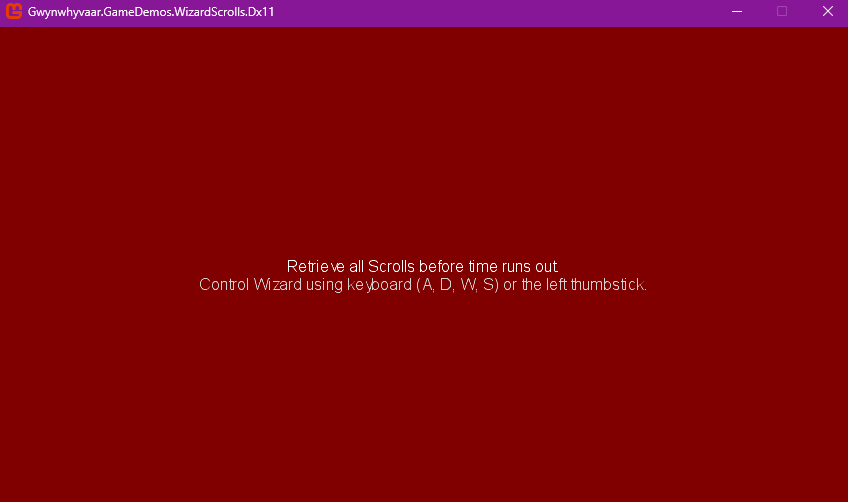 Gwynwhyvaar.GameDemos.WizardScrolls.Dx11
Retrieve all Scrolls before time runs out.
Control Wizard using keyboard (A, D, W, S) or the left thumbstick.